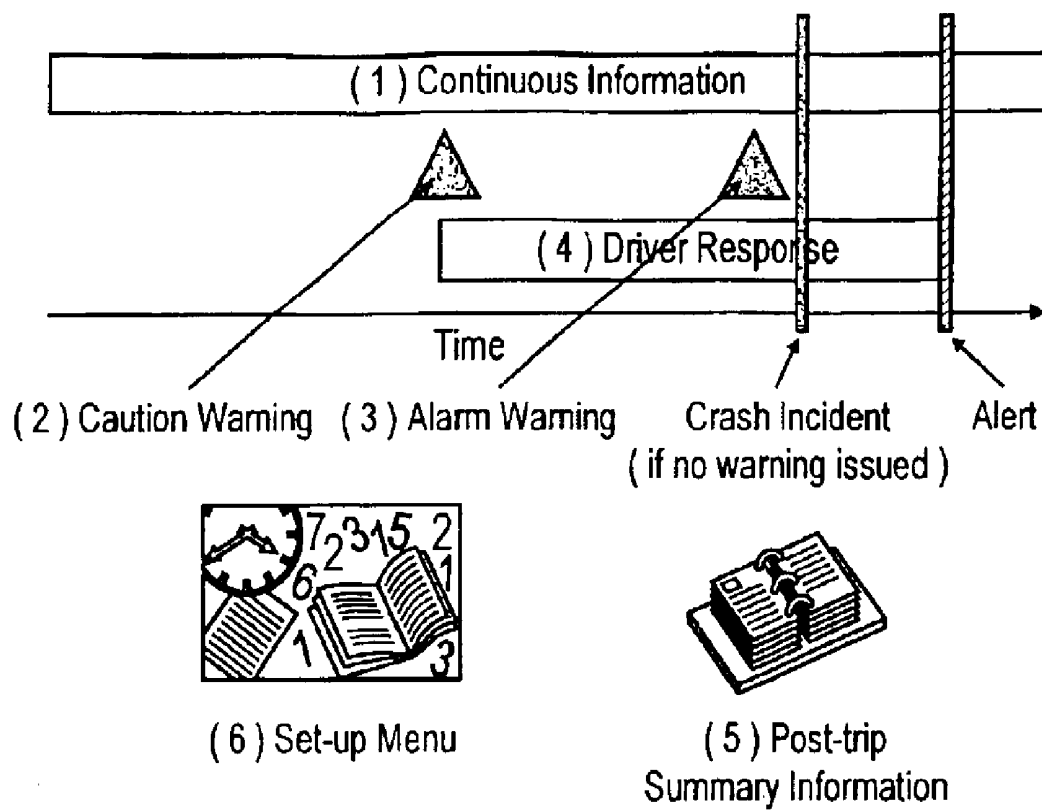 ( 1 ) Continuous Information
( 4 ) Driver Response
Time
( 2 ) Caution Warning
( 3 ) Alarm Warning
Crash Incident
( if no warning issued )
Alert
7 2 3 1 5 2
6 1
1 3
( 6 ) Set-up Menu
( 5 ) Post-trip
Summary Information